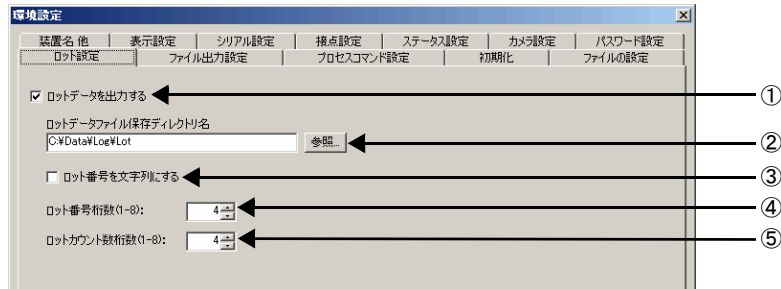 環境設定
装置名 他 表示設定 シリアル設定 接点設定 ステータス設定 カメラ設定 パスワード設定
ロット設定 ファイル出力設定 プロセスコマンド設定 初期化 ファイルの設定
ロットデータを出力する ①
ロットデータファイル保存ディレクトリ名
C:¥Data¥Log¥Lot 参照... ②
ロット番号を文字列にする ③
ロット番号桁数(1-8): 4 ④
ロットカウント数桁数(1-8): 4 ⑤